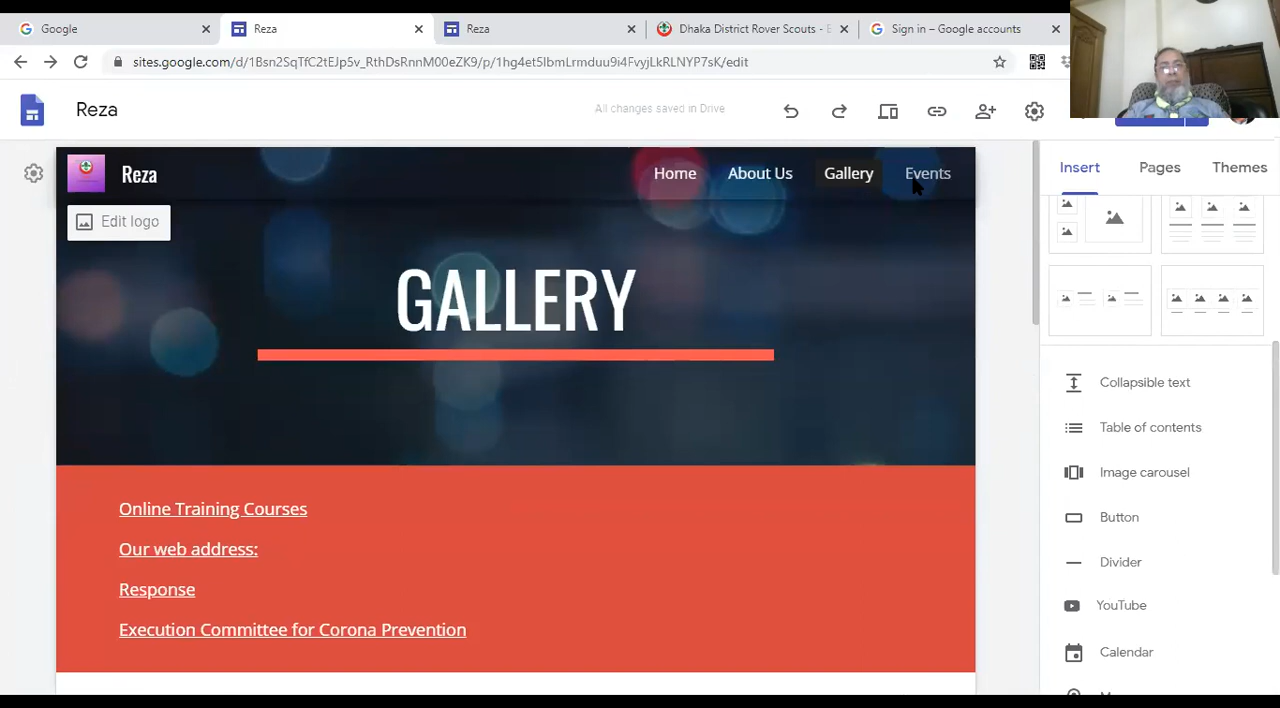 Google
Reza
Reza
Dhaka District Rover Scouts -
Sign in – Google accounts
sites.google.com/d/1Bsn2SqTfC2tEJp5v_RthDsRnnM00eZK9/p/1hg4et5IbmLrmduu9i4FvyjLkRLNYP7sK/edit
Reza
All changes saved in Drive
Reza
Home
About Us
Gallery
Events
Insert
Pages
Themes
Edit logo
GALLERY
Collapsible text
Table of contents
Image carousel
Button
Divider
YouTube
Calendar
Online Training Courses
Our web address:
Response
Execution Committee for Corona Prevention